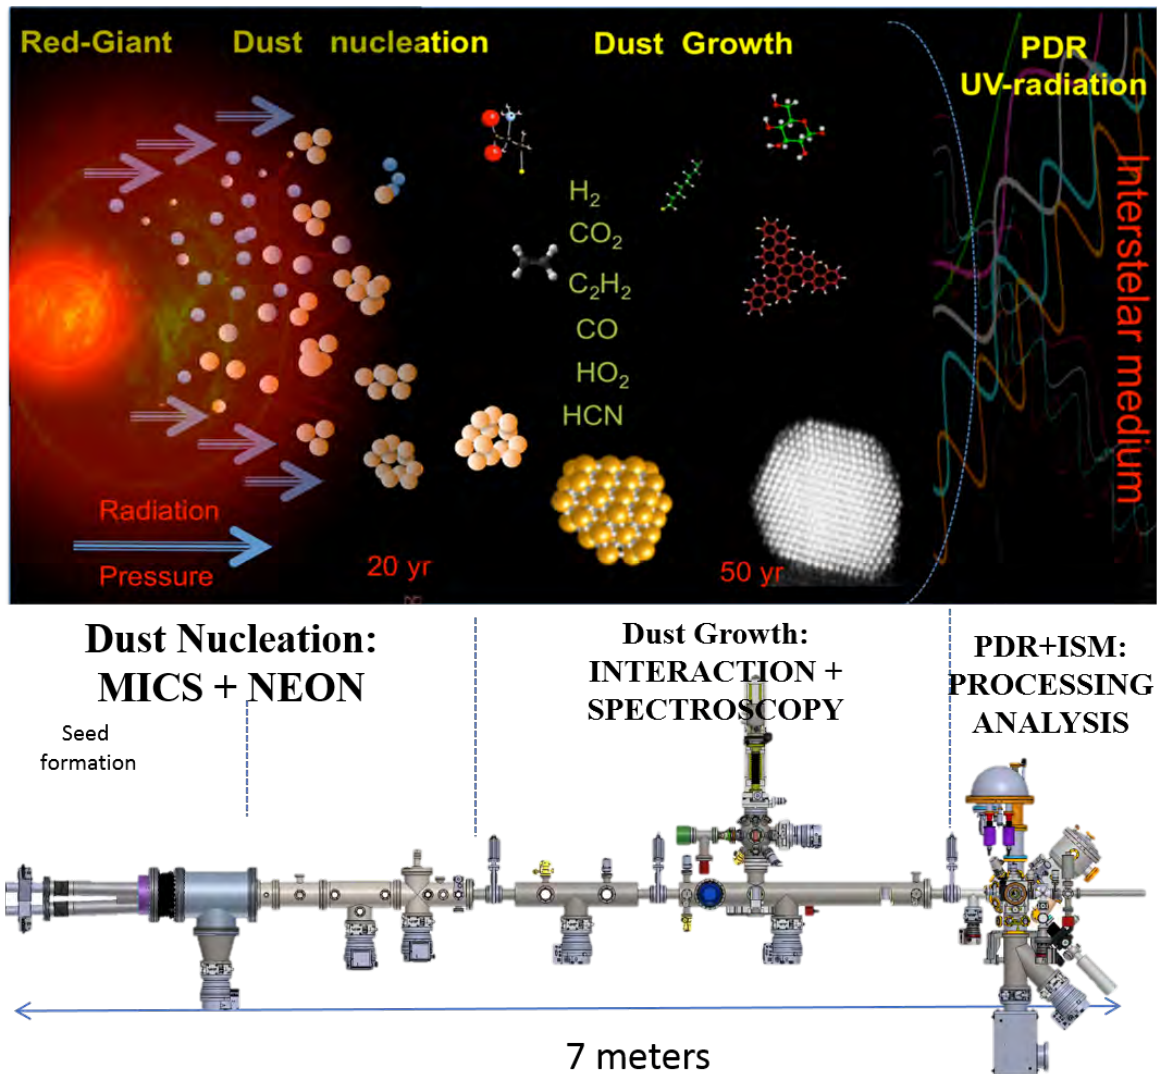 Red-Giant
Dust nucleation
Dust Growth
PDR
UV-radiation
Interstelar medium
H₂
CO₂
C₂H₂
CO
HO₂
HCN
Radiation
Pressure
20 yr
50 yr
Dust Nucleation:
MICS + NEON
Seed
formation
Dust Growth:
INTERACTION +
SPECTROSCOPY
PDR+ISM:
PROCESSING
ANALYSIS
7 meters